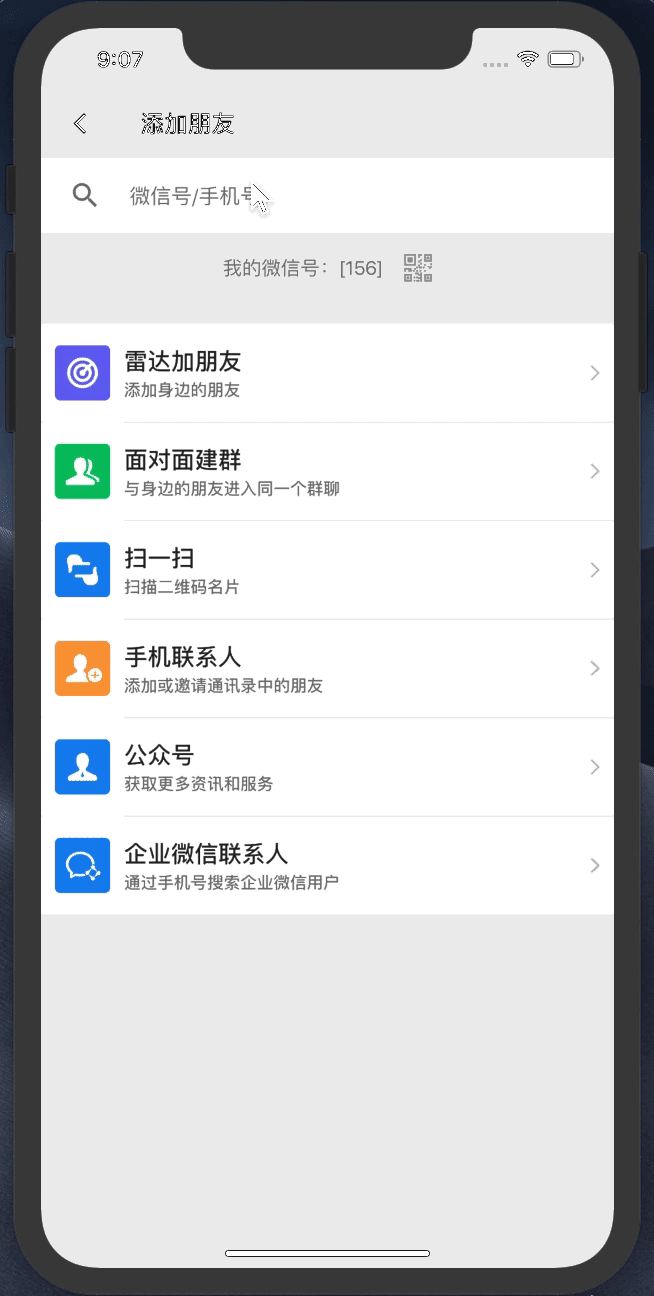 9:07
添加朋友
微信号/手机号
我的微信号：[156]
雷达加朋友
添加身边的朋友
面对面建群
与身边的朋友进入同一个群聊
扫一扫
扫描二维码名片
手机联系人
添加或邀请通讯录中的朋友
公众号
获取更多资讯和服务
企业微信联系人
通过手机号搜索企业微信用户